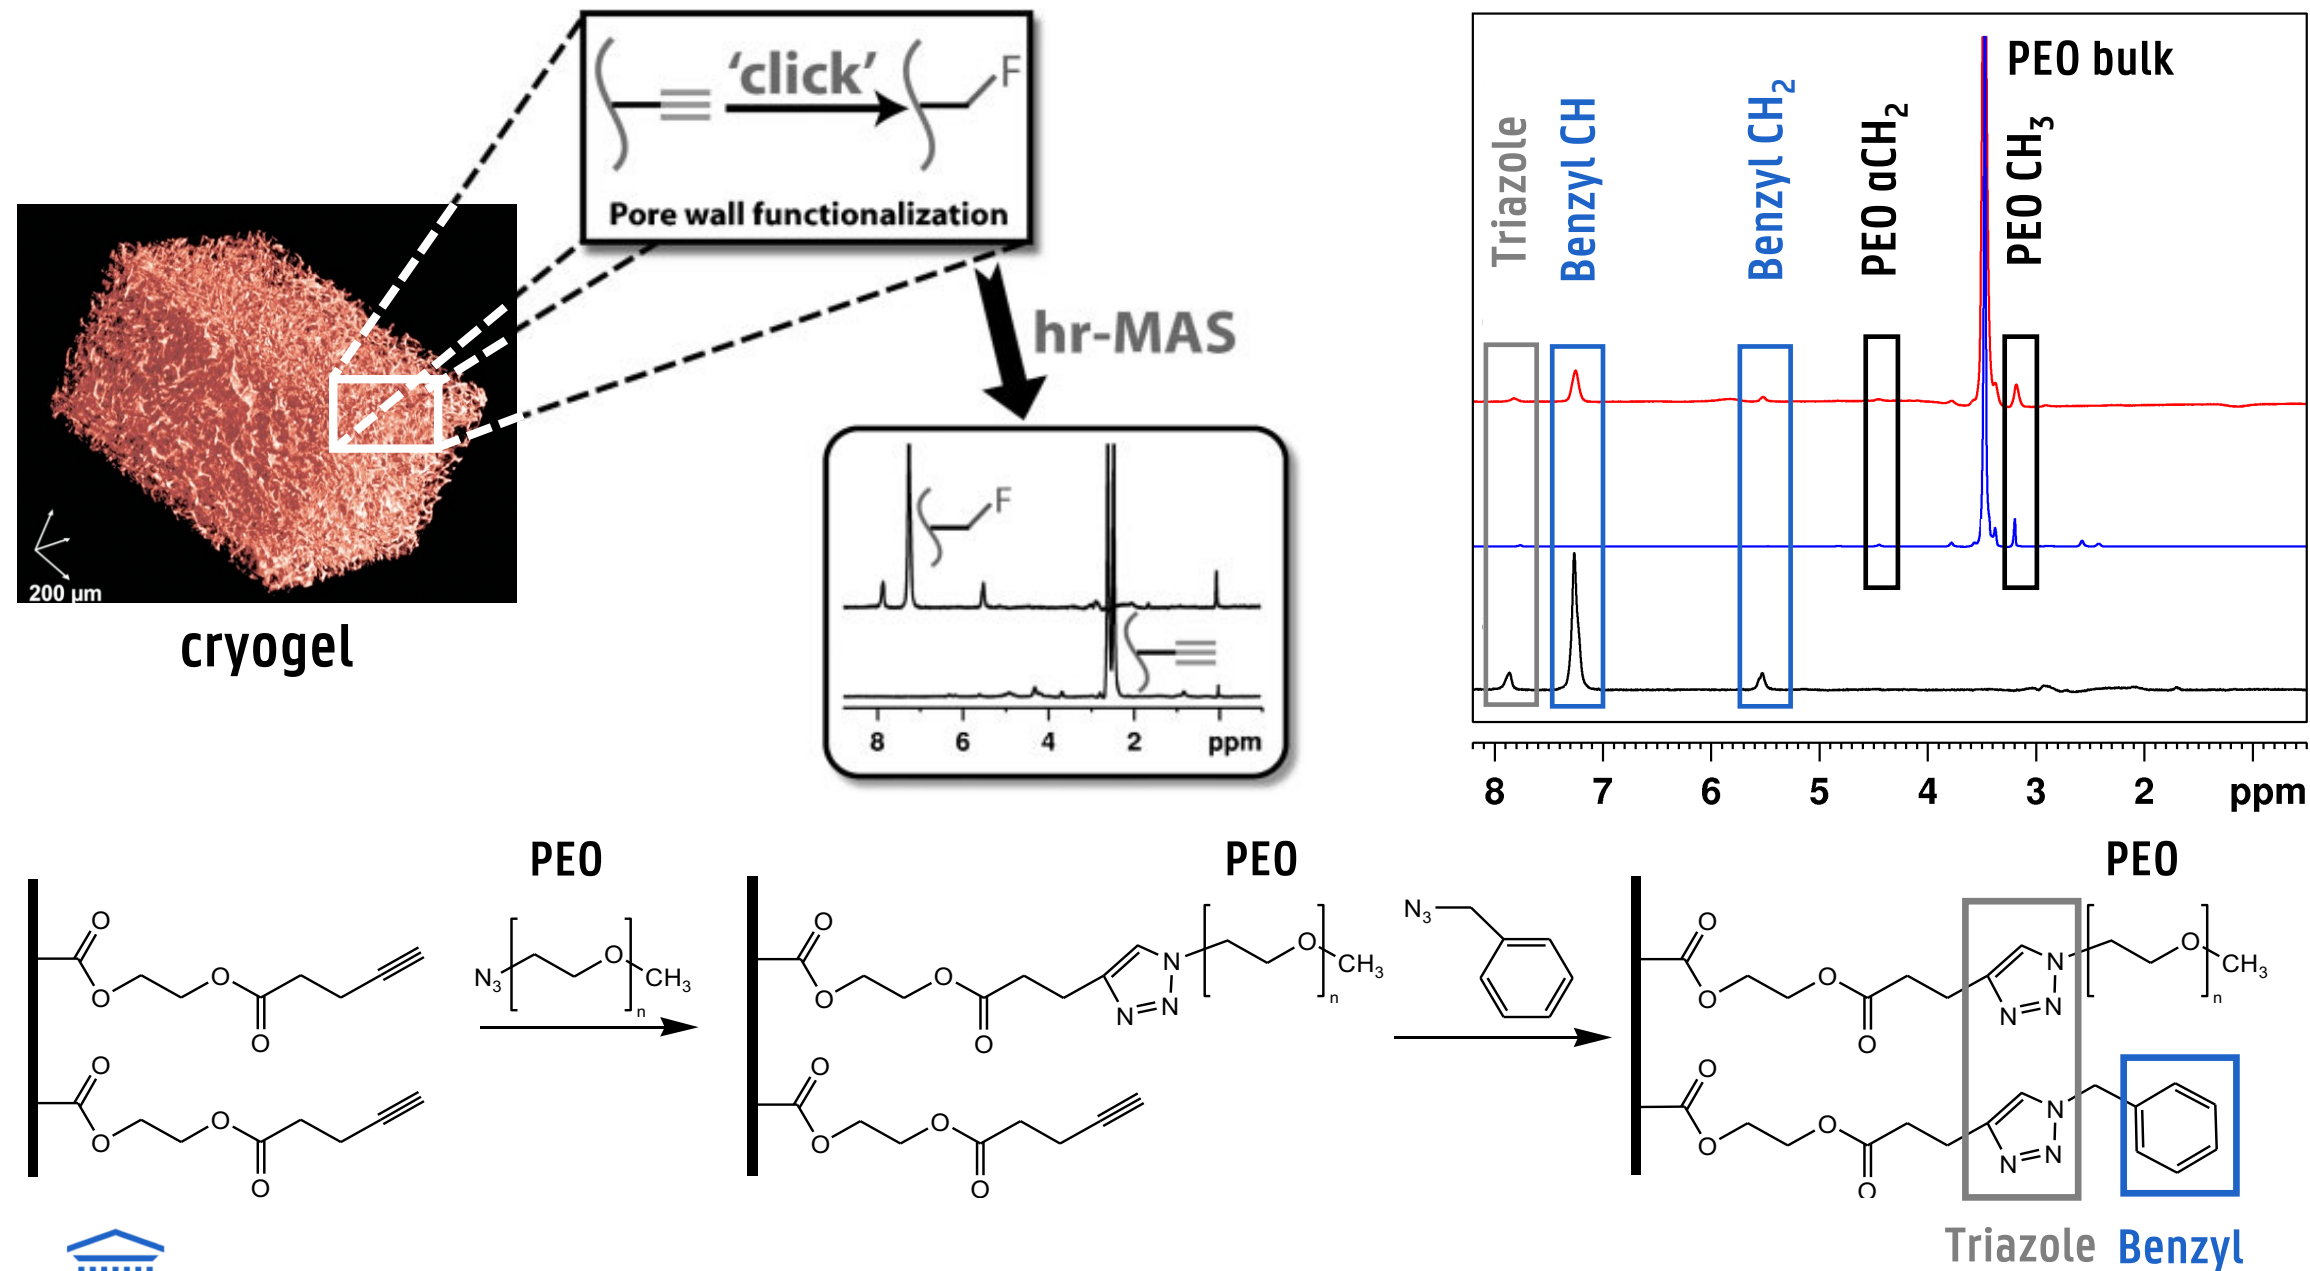 'click'
F
Pore wall functionalization
hr-MAS
200 µm
cryogel
F
8 6 4 2 ppm
PEO bulk
Triazole
Benzyl CH
Benzyl CH2
PEO aCH2
PEO CH3
8 7 6 5 4 3 2 ppm
PEO
PEO
PEO
O
O
O
O
N3
O
CH3
n
O
O
O
O
N
N
N
O
CH3
n
N3
O
O
O
O
N
N
N
O
CH3
n
O
O
O
O
O
O
O
O
O
O
O
O
N
N
N
Triazole
Benzyl